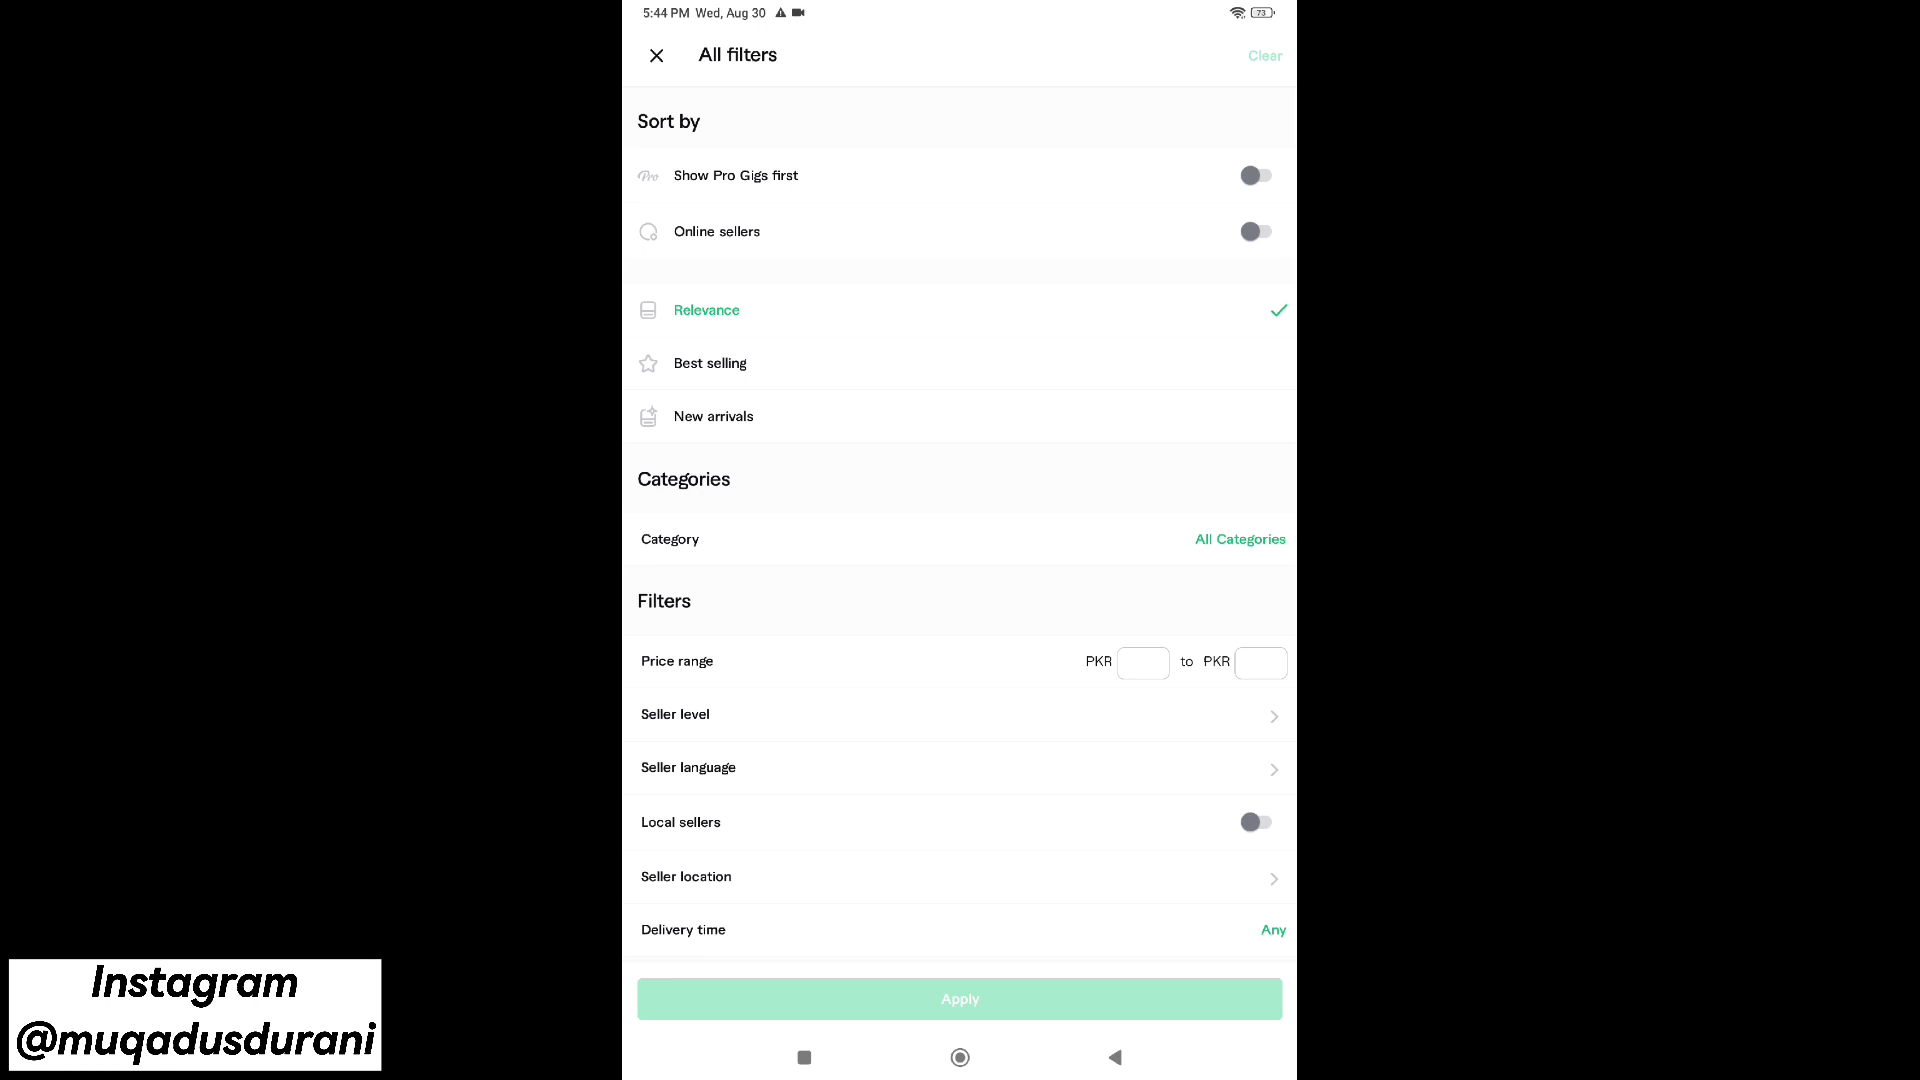 5:44 PM Wed, Aug 30
73
All filters
Clear
Sort by
Pro Show Pro Gigs first
Online sellers
Relevance
Best selling
New arrivals
Categories
Category All Categories
Filters
Price range PKR to PKR
Seller level
Seller language
Local sellers
Seller location
Delivery time Any
Apply
Instagram
@muqadusdurani